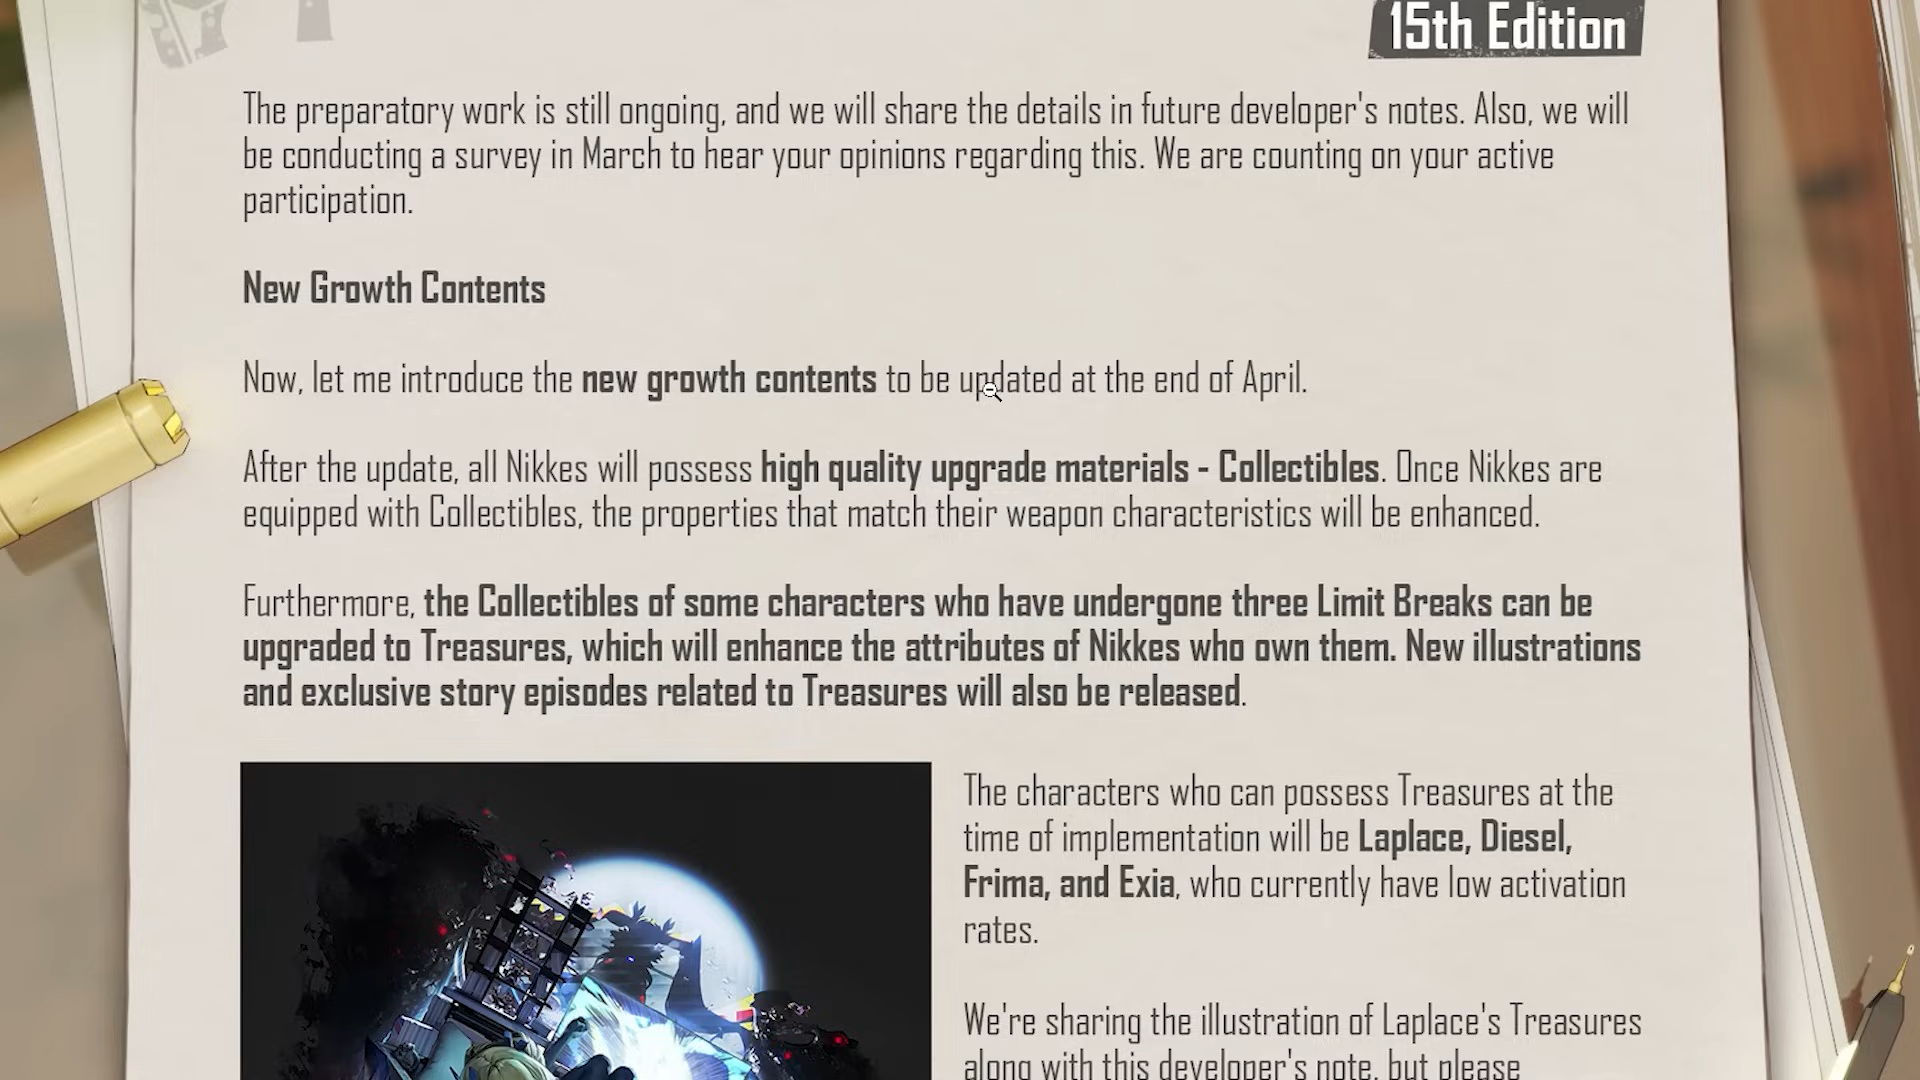 15th Edition
The preparatory work is still ongoing, and we will share the details in future developer's notes. Also, we will
be conducting a survey in March to hear your opinions regarding this. We are counting on your active
participation.
New Growth Contents
Now, let me introduce the new growth contents to be updated at the end of April.
After the update, all Nikkes will possess high quality upgrade materials - Collectibles. Once Nikkes are
equipped with Collectibles, the properties that match their weapon characteristics will be enhanced.
Furthermore, the Collectibles of some characters who have undergone three Limit Breaks can be
upgraded to Treasures, which will enhance the attributes of Nikkes who own them. New illustrations
and exclusive story episodes related to Treasures will also be released.
The characters who can possess Treasures at the
time of implementation will be Laplace, Diesel,
Frima, and Exia, who currently have low activation
rates.
We're sharing the illustration of Laplace's Treasures
along with this developer's note, but please